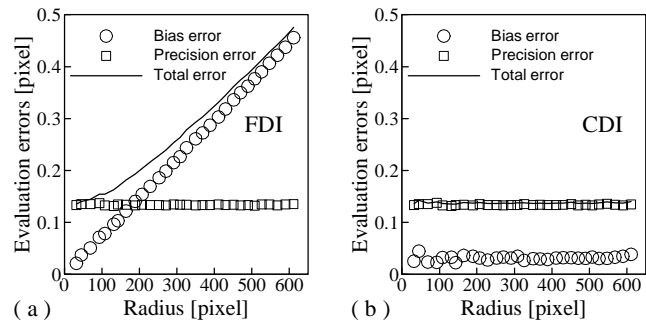 Evaluation errors [pixel]
0.5
0.4
0.3
0.2
0.1
0
Bias error
Precision error
Total error
FDI
0 100 200 300 400 500 600
Radius [pixel]
( a )
Evaluation errors [pixel]
0.5
0.4
0.3
0.2
0.1
0
Bias error
Precision error
Total error
CDI
0 100 200 300 400 500 600
Radius [pixel]
( b )